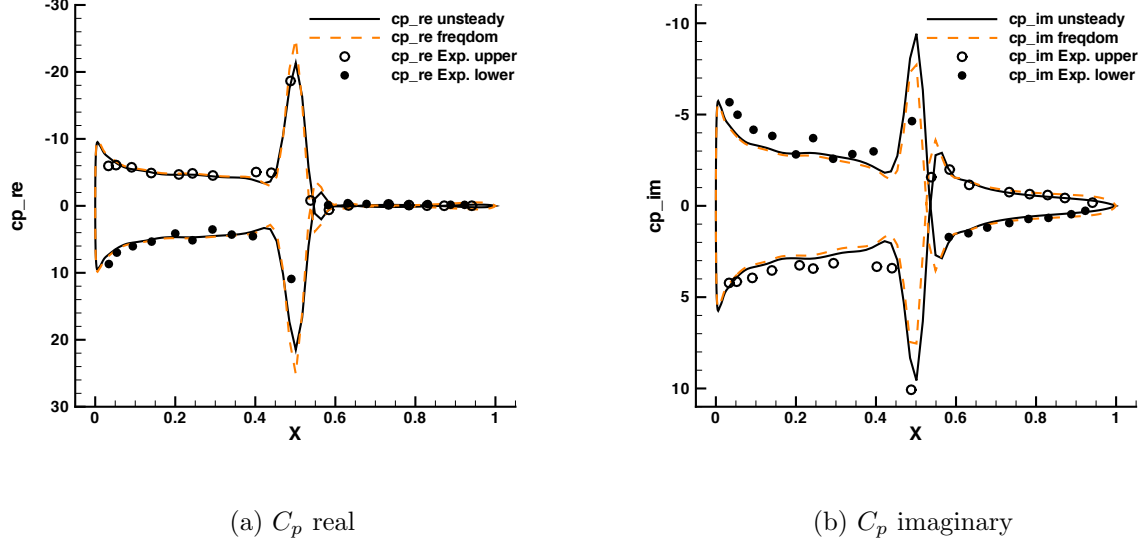 -30
-20
-10
0
10
20
30
cp_re
0 0.2 0.4 0.6 0.8 1
X
cp_re unsteady
cp_re freqdom
cp_re Exp. upper
cp_re Exp. lower
(a) Cp real
-10
-5
0
5
10
cp_im
0 0.2 0.4 0.6 0.8 1
X
cp_im unsteady
cp_im freqdom
cp_im Exp. upper
cp_im Exp. lower
(b) Cp imaginary